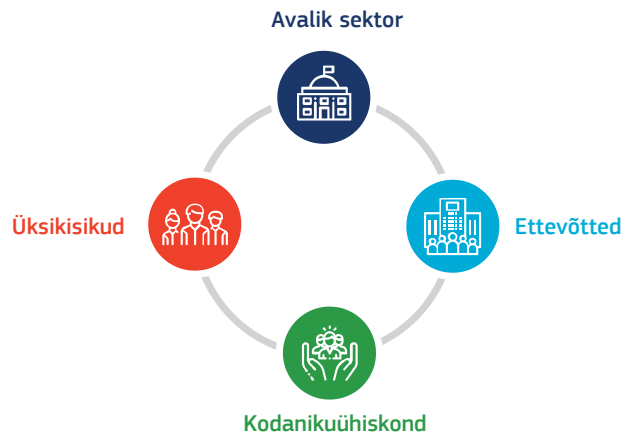 Avalik sektor
Üksikisikud
Ettevõtted
Kodanikuühiskond